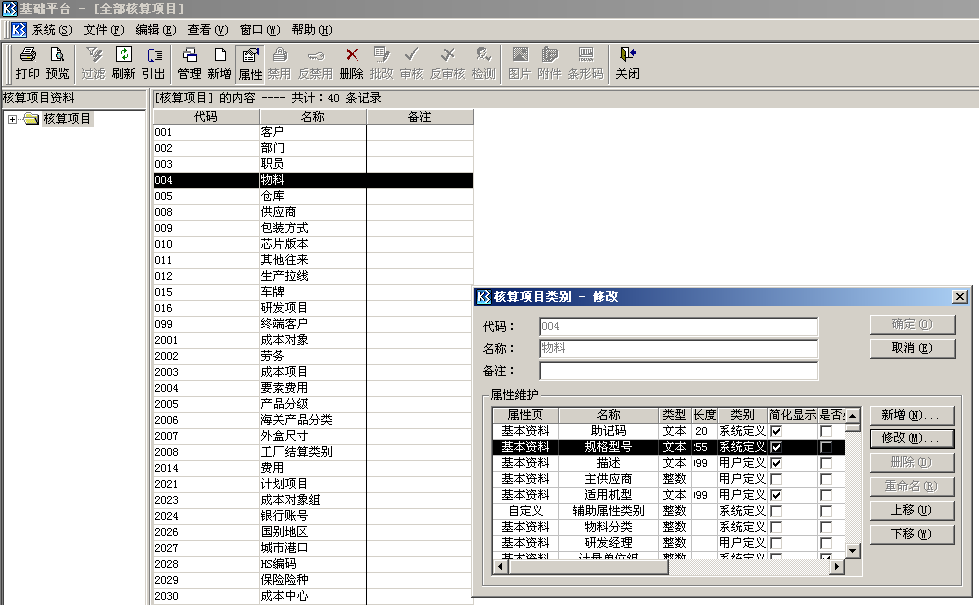 基础平台 - [全部核算项目]
系统(S) 文件(F) 编辑(E) 查看(V) 窗口(W) 帮助(H)
打印 预览 过滤 刷新 引出 管理 新增 属性 禁用 反禁用 删除 批改 审核 反审核 检测 图片 附件 条形码 关闭
核算项目资料
核算项目
[核算项目] 的内容 ---- 共计：40 条记录
代码 名称 备注
001 客户
002 部门
003 职员
004 物料
005 仓库
008 供应商
009 包装方式
010 芯片版本
011 其他往来
012 生产拉线
015 车牌
016 研发项目
099 终端客户
2001 成本对象
2002 劳务
2003 成本项目
2004 要素费用
2005 产品分级
2006 海关产品分类
2007 外盒尺寸
2008 工厂结算类别
2014 费用
2021 计划项目
2023 成本对象组
2024 银行账号
2026 国别地区
2027 城市港口
2028 HS编码
2029 保险险种
2030 成本中心
核算项目类别 - 修改
代码： 004
名称： 物料
备注：
确定(O)
取消(E)
属性维护
属性页 名称 类型 长度 类别 简化显示 是否
基本资料 助记码 文本 20 系统定义
基本资料 规格型号 文本 :55 系统定义
基本资料 描述 文本 99 用户定义
基本资料 主供应商 整数 用户定义
基本资料 适用机型 文本 99 用户定义
自定义 辅助属性类别 整数 系统定义
基本资料 物料分类 整数 系统定义
基本资料 研发经理 整数 用户定义
基本资料 计量单位组 整数 系统定义
新增(N)...
修改(M)...
删除(D)
重命名(R)
上移(U)
下移(W)